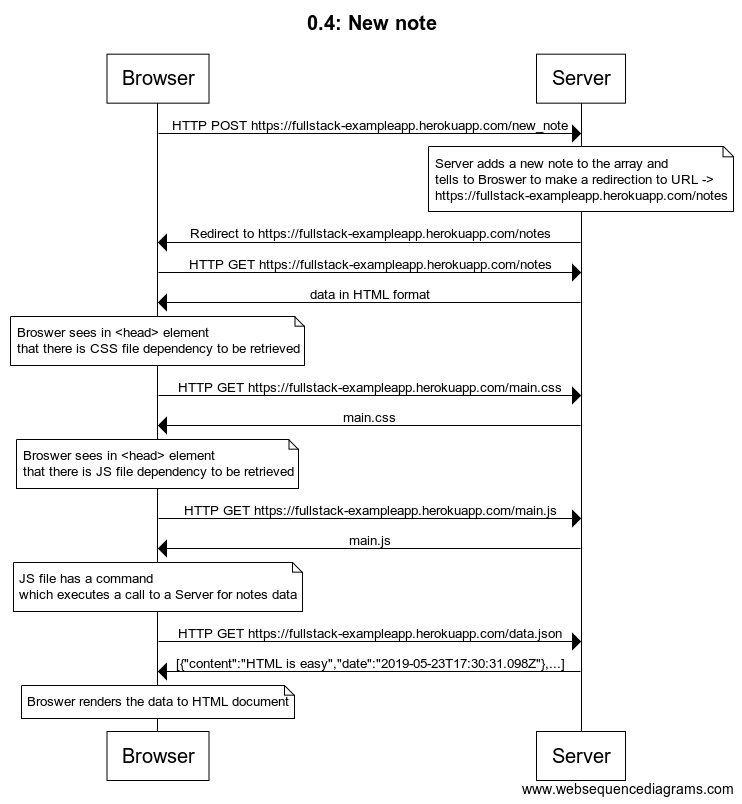 0.4: New note
Browser
Server
HTTP POST https://fullstack-exampleapp.herokuapp.com/new_note
Server adds a new note to the array and
tells to Broswer to make a redirection to URL ->
https://fullstack-exampleapp.herokuapp.com/notes
Redirect to https://fullstack-exampleapp.herokuapp.com/notes
HTTP GET https://fullstack-exampleapp.herokuapp.com/notes
data in HTML format
Broswer sees in <head> element
that there is CSS file dependency to be retrieved
HTTP GET https://fullstack-exampleapp.herokuapp.com/main.css
main.css
Broswer sees in <head> element
that there is JS file dependency to be retrieved
HTTP GET https://fullstack-exampleapp.herokuapp.com/main.js
main.js
JS file has a command
which executes a call to a Server for notes data
HTTP GET https://fullstack-exampleapp.herokuapp.com/data.json
[{"content":"HTML is easy","date":"2019-05-23T17:30:31.098Z"},...]
Broswer renders the data to HTML document
Browser
Server
www.websequencediagrams.com